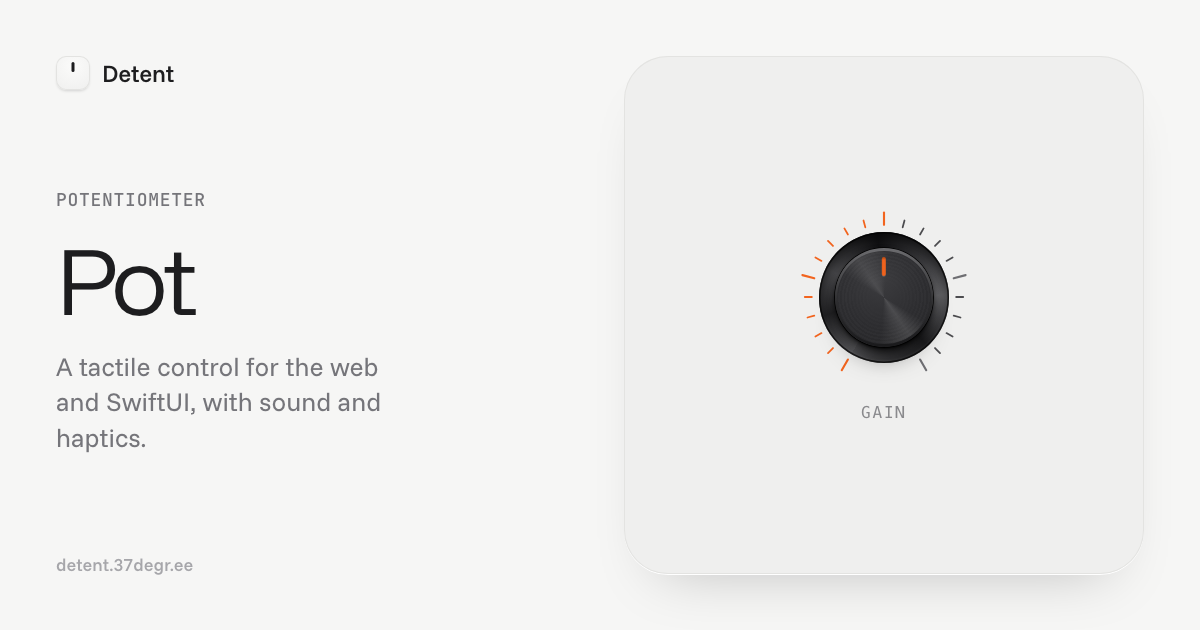 Detent
POTENTIOMETER
Pot
A tactile control for the web
and SwiftUI, with sound and
haptics.
detent.37degr.ee
GAIN